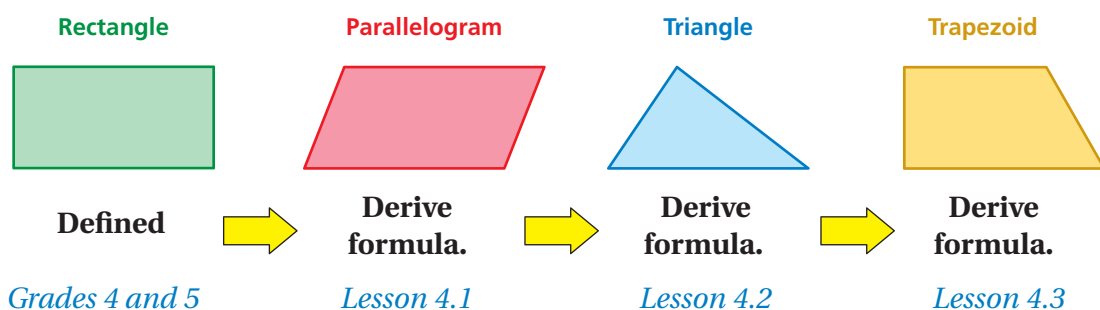 Rectangle Parallelogram Triangle Trapezoid
Defined
Derive formula.
Derive formula.
Derive formula.
Grades 4 and 5 Lesson 4.1 Lesson 4.2 Lesson 4.3